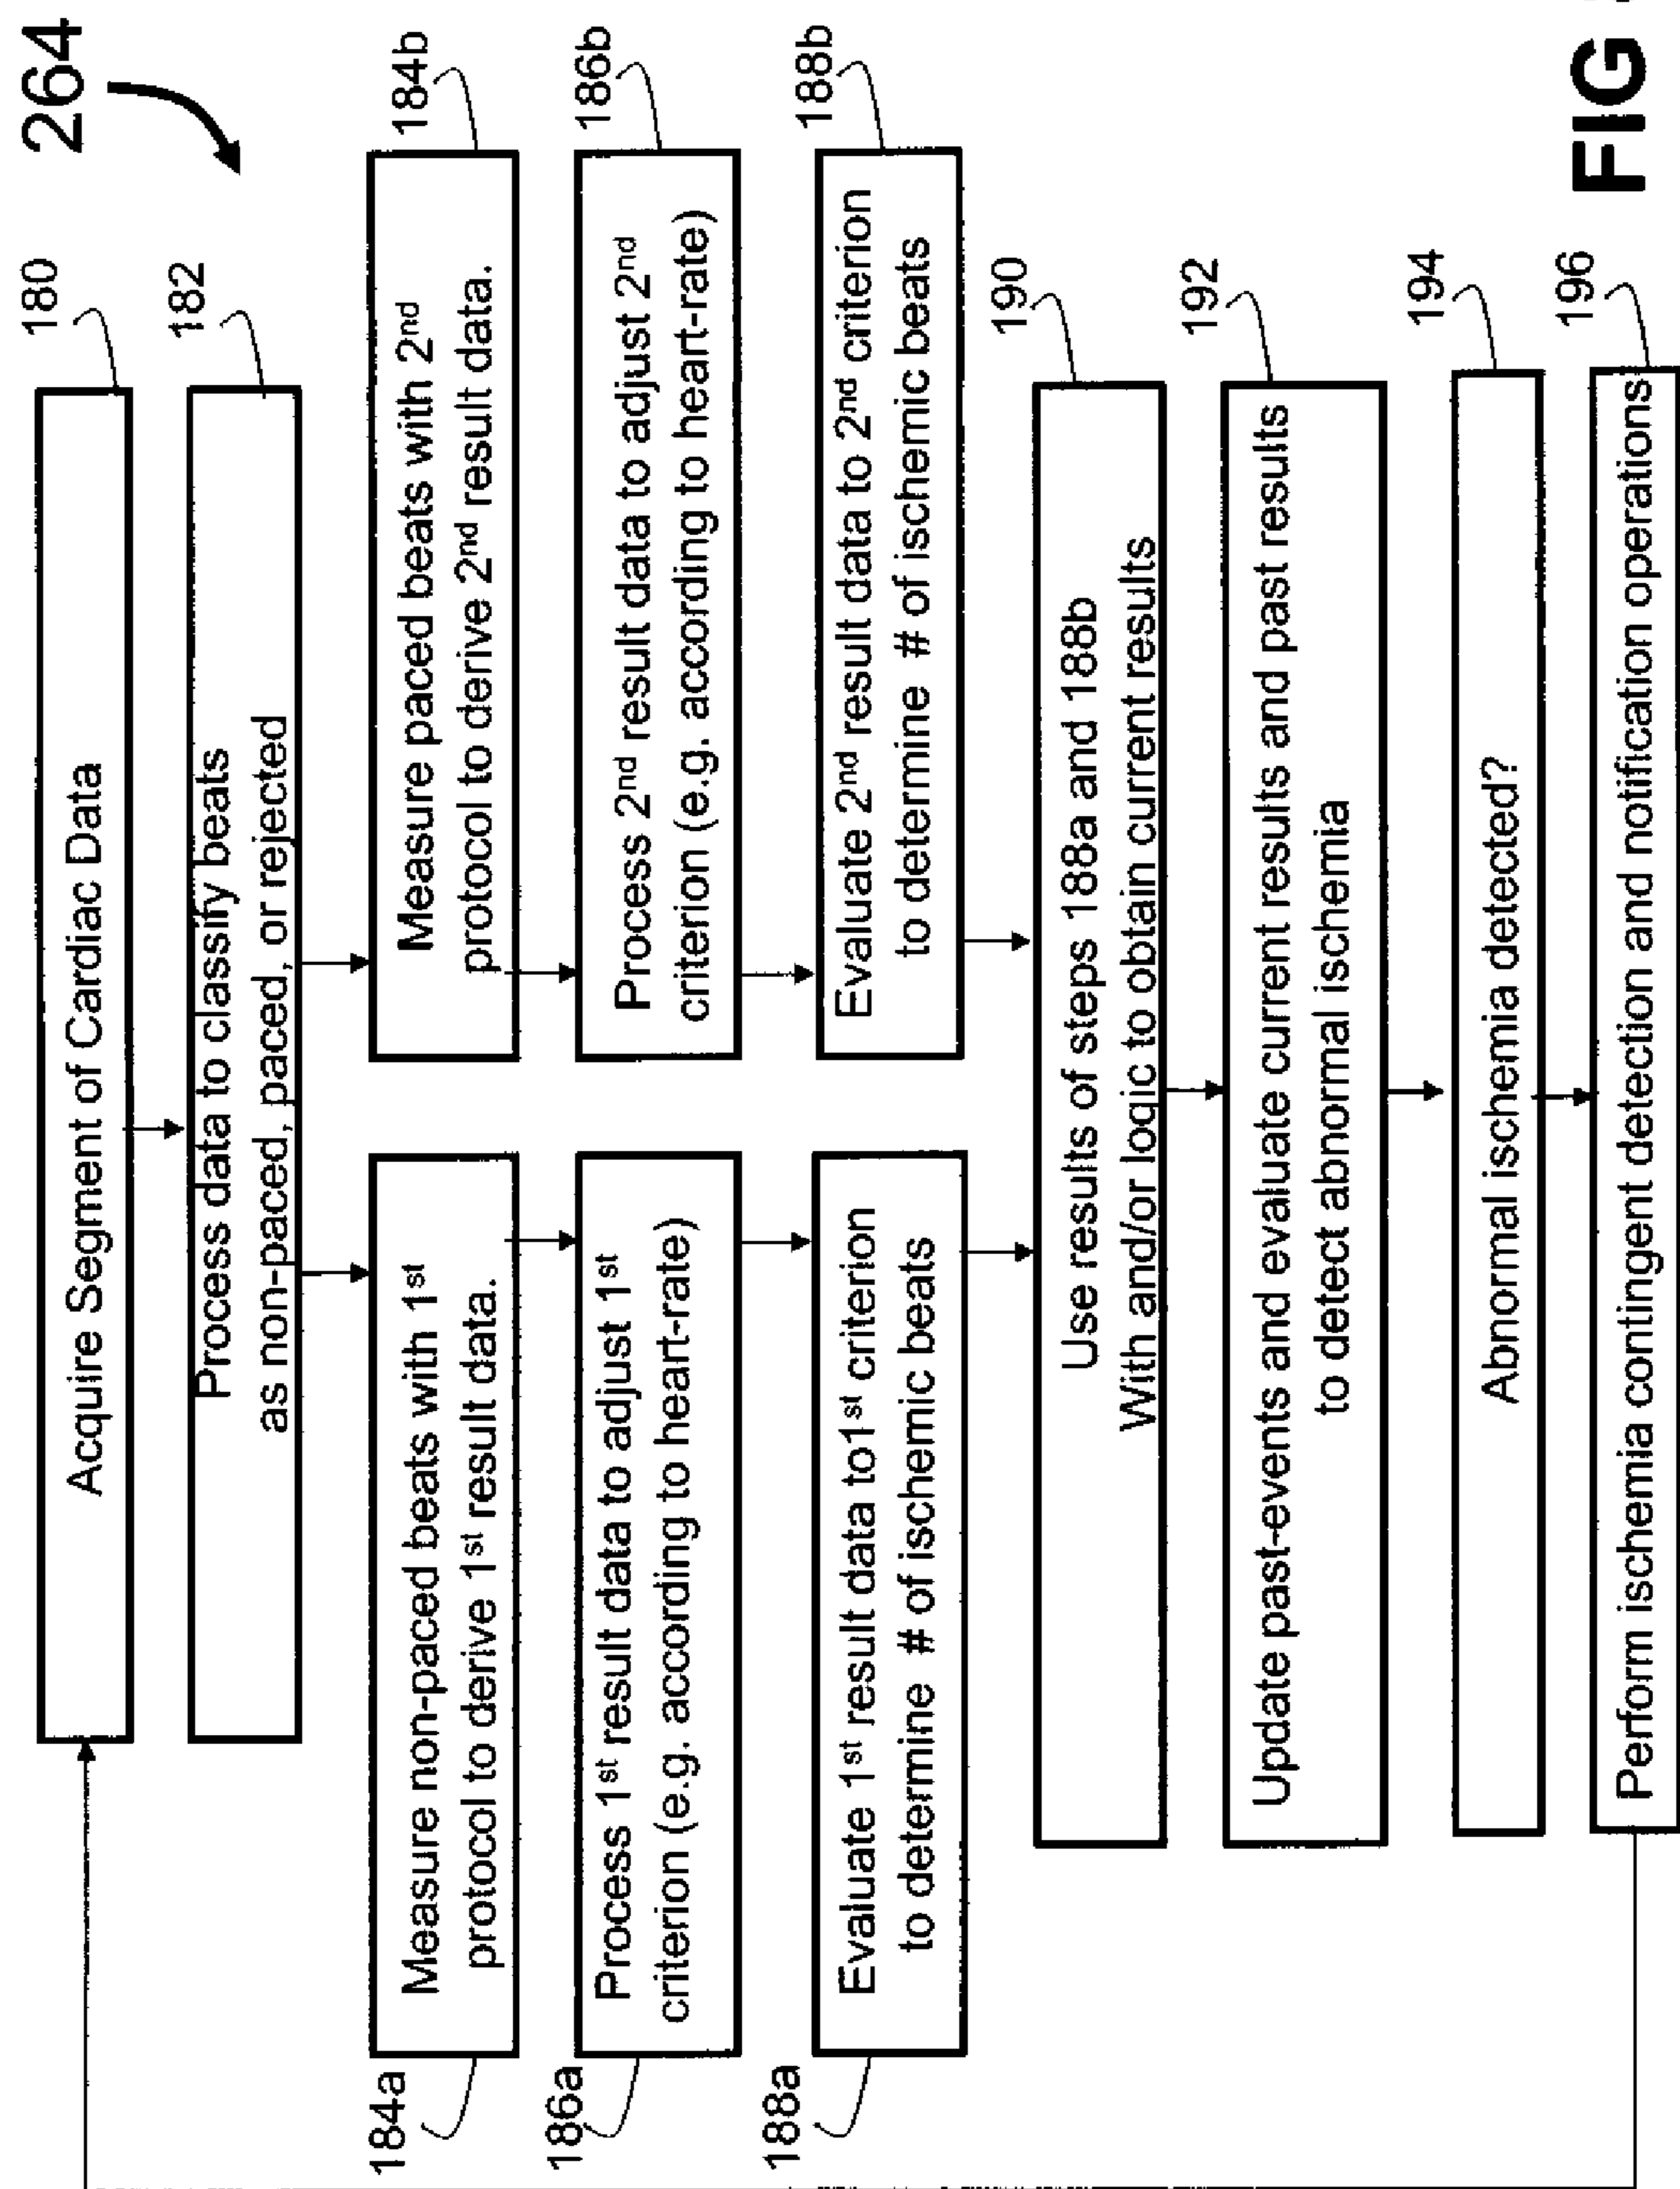 264
Acquire Segment of Cardiac Data
180
Process data to classify beats
as non-paced, paced, or rejected
182
Measure non-paced beats with 1st
protocol to derive 1st result data.
184a
Measure paced beats with 2nd
protocol to derive 2nd result data.
184b
Process 1st result data to adjust 1st
criterion (e.g. according to heart-rate)
186a
Process 2nd result data to adjust 2nd
criterion (e.g. according to heart-rate)
186b
Evaluate 1st result data to1st criterion
to determine # of ischemic beats
188a
Evaluate 2nd result data to 2nd criterion
to determine # of ischemic beats
188b
Use results of steps 188a and 188b
With and/or logic to obtain current results
190
Update past-events and evaluate current results and past results
to detect abnormal ischemia
192
Abnormal ischemia detected?
194
Perform ischemia contingent detection and notification operations
196
FIG